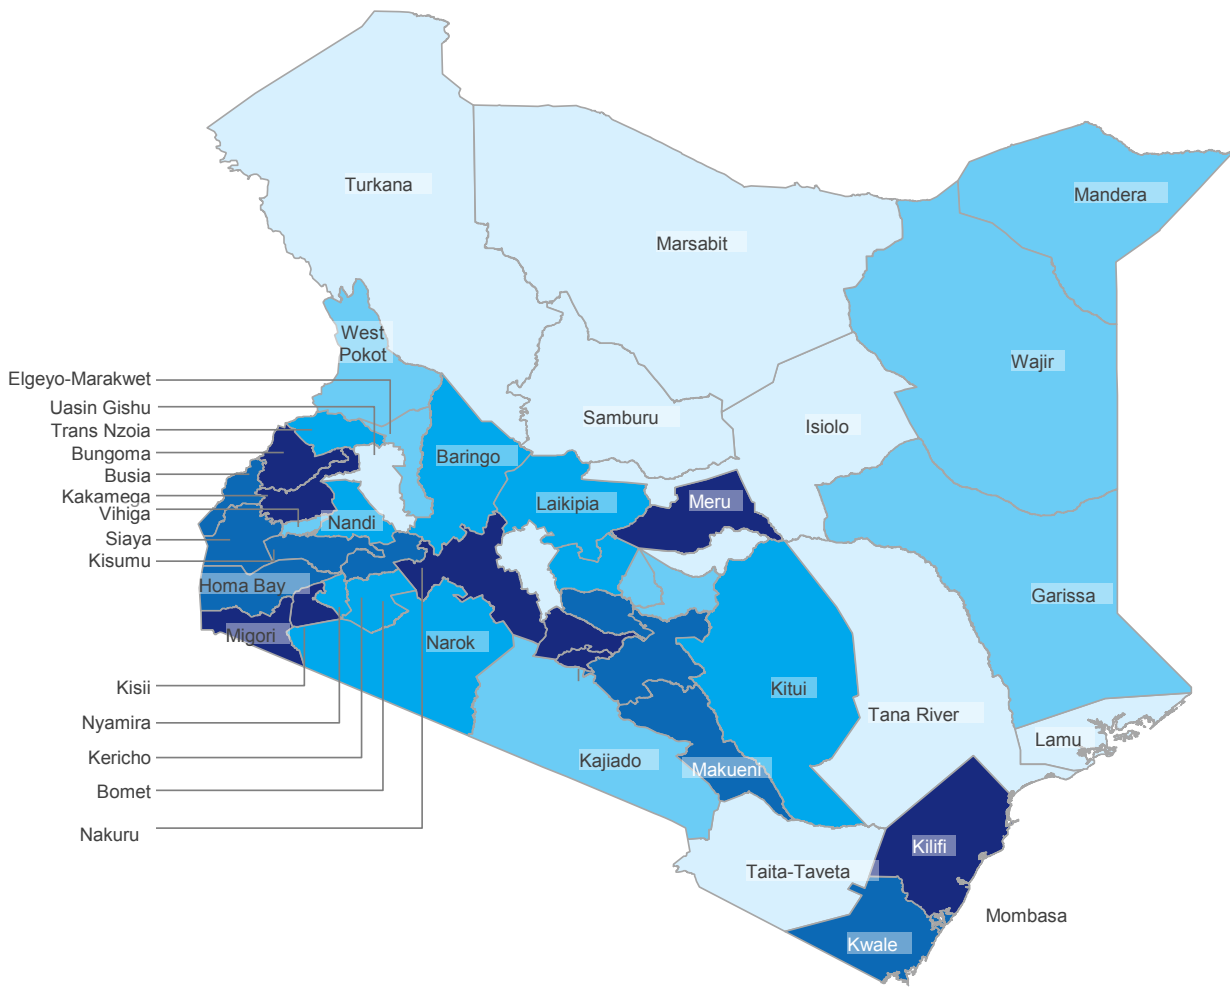 Mandera
Turkana
Marsabit
West
Pokot
Wajir
Elgeyo-Marakwet
Uasin Gishu
Samburu
Isiolo
Trans Nzoia
Bungoma
Baringo
Busia
Kakamega
Laikipia
Meru
Vihiga
Nandi
Siaya
Kisumu
Homa Bay
Garissa
Migori
Narok
Kisii
Kitui
Tana River
Nyamira
Lamu
Kericho
Kajiado
Makueni
Bomet
Nakuru
Kilifi
Taita-Taveta
Mombasa
Kwale